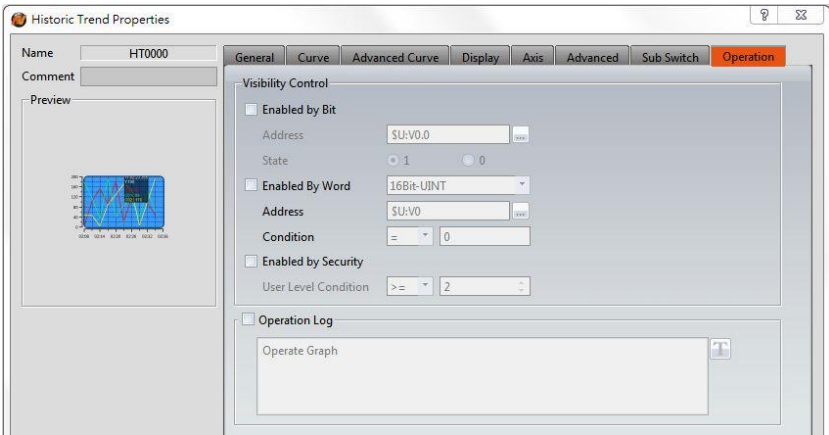 Historic Trend Properties
Name HT0000
Comment
Preview
General Curve Advanced Curve Display Axis Advanced Sub Switch Operation
Visibility Control
Enabled by Bit
Address $U:V0.0 ...
State 1 0
Enabled By Word 16Bit-UINT
Address $U:V0 ...
Condition = 0
Enabled by Security
User Level Condition >= 2
Operation Log
Operate Graph T